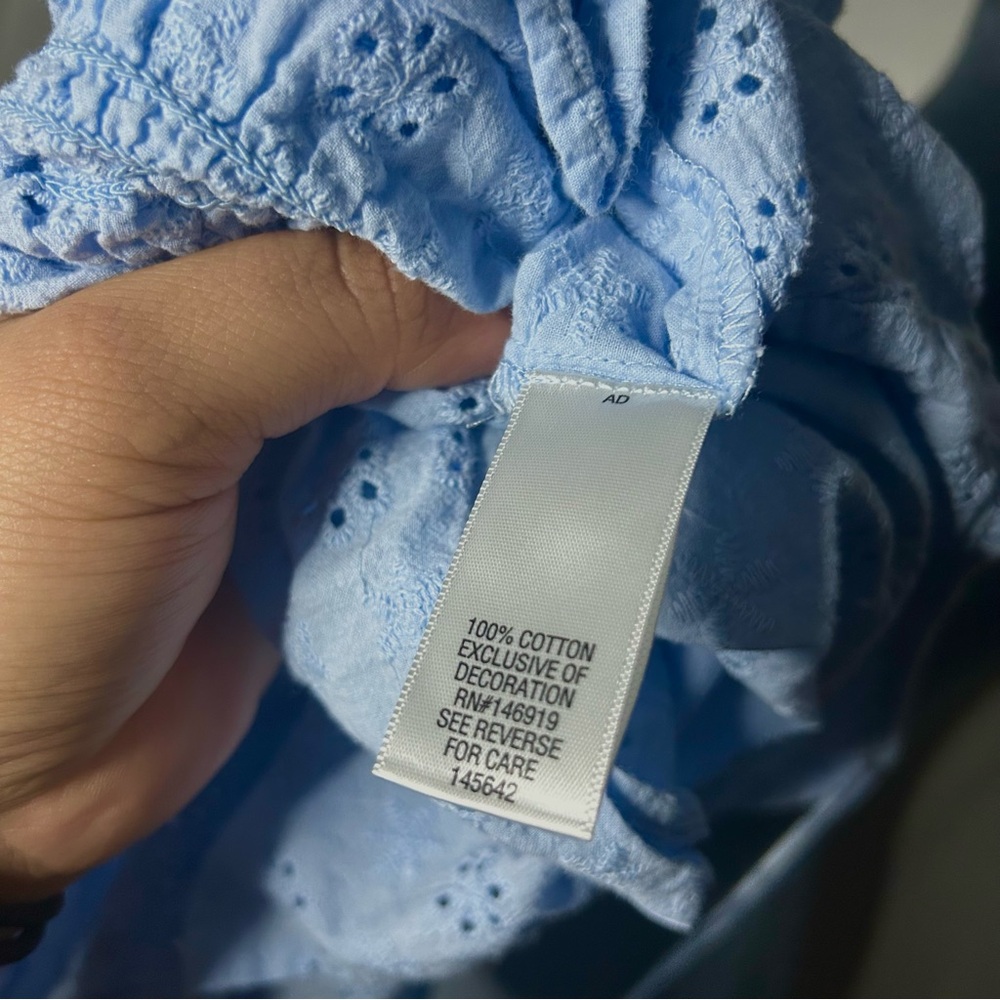 AD
100% COTTON
EXCLUSIVE OF
DECORATION
RN#146919
SEE REVERSE
FOR CARE
145642